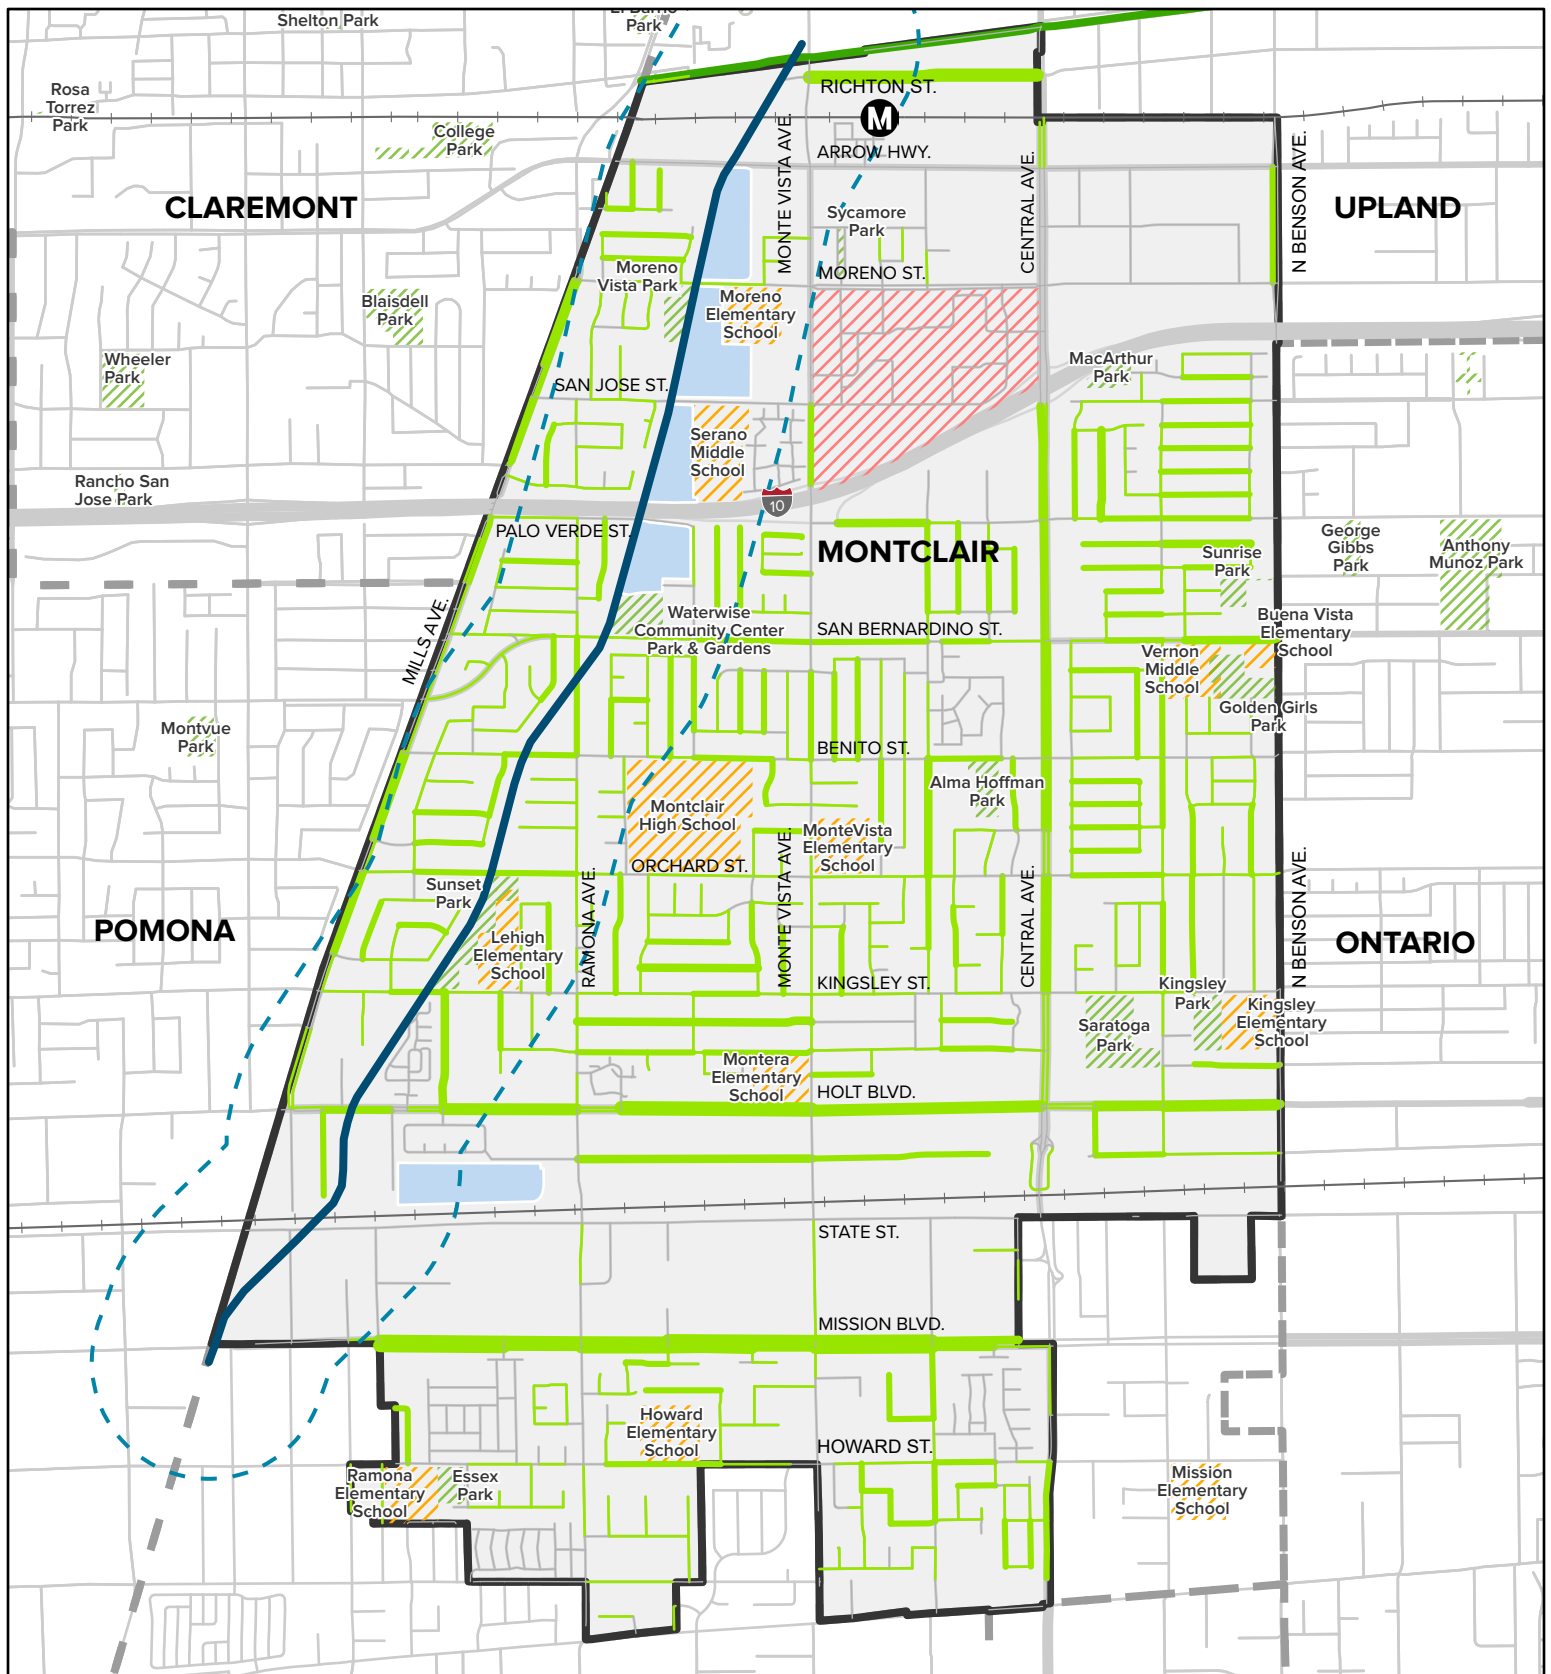 Shelton Park
El Barrio
Park
Rosa
Torrez
Park
College
Park
RICHTON ST.
M
ARROW HWY.
MONTE VISTA AVE.
CENTRAL AVE.
N BENSON AVE.
CLAREMONT
UPLAND
Sycamore
Park
MORENO ST.
Moreno
Vista Park
Moreno
Elementary
School
Blaisdell
Park
Wheeler
Park
MacArthur
Park
SAN JOSE ST.
Serano
Middle
School
Rancho San
Jose Park
10
PALO VERDE ST.
MONTCLAIR
Sunrise
Park
George
Gibbs
Park
Anthony
Munoz Park
MILLS AVE.
Waterwise
Community Center
Park & Gardens
SAN BERNARDINO ST.
Buena Vista
Elementary
School
Vernon
Middle
School
Golden Girls
Park
Montvue
Park
BENITO ST.
Alma Hoffman
Park
Montclair
High School
MonteVista
Elementary
School
ORCHARD ST.
MONTE VISTA AVE.
RAMONA AVE.
CENTRAL AVE.
N BENSON AVE.
Sunset
Park
POMONA
ONTARIO
Lehigh
Elementary
School
KINGSLEY ST.
Kingsley
Park
Kingsley
Elementary
School
Saratoga
Park
Montera
Elementary
School
HOLT BLVD.
STATE ST.
MISSION BLVD.
Howard
Elementary
School
HOWARD ST.
Ramona
Elementary
School
Essex
Park
Mission
Elementary
School